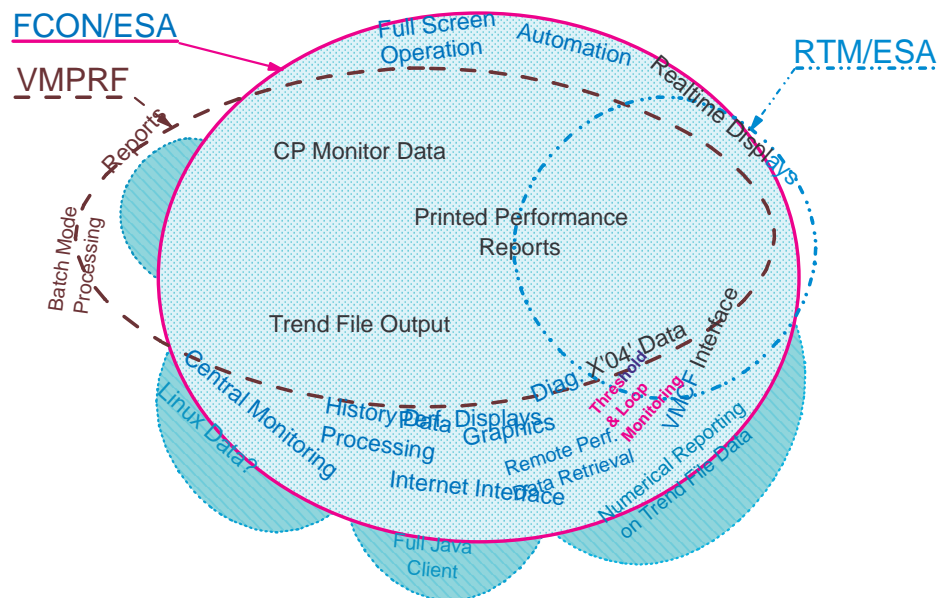 FCON/ESA
Full Screen
Operation
Automation
RTM/ESA
VMPRF
Realtime Displays
Reports
CP Monitor Data
Printed Performance
Reports
Batch Mode
Processing
Trend File Output
VMCF Interface
Diag. X'04' Data
Threshold
& Loop
Monitoring
Central Monitoring
Linux Data?
History Data
Processing
Perf. Displays
Graphics
Remote Perf.
Data Retrieval
Internet Interface
Numerical Reporting
on Trend File Data
Full Java
Client